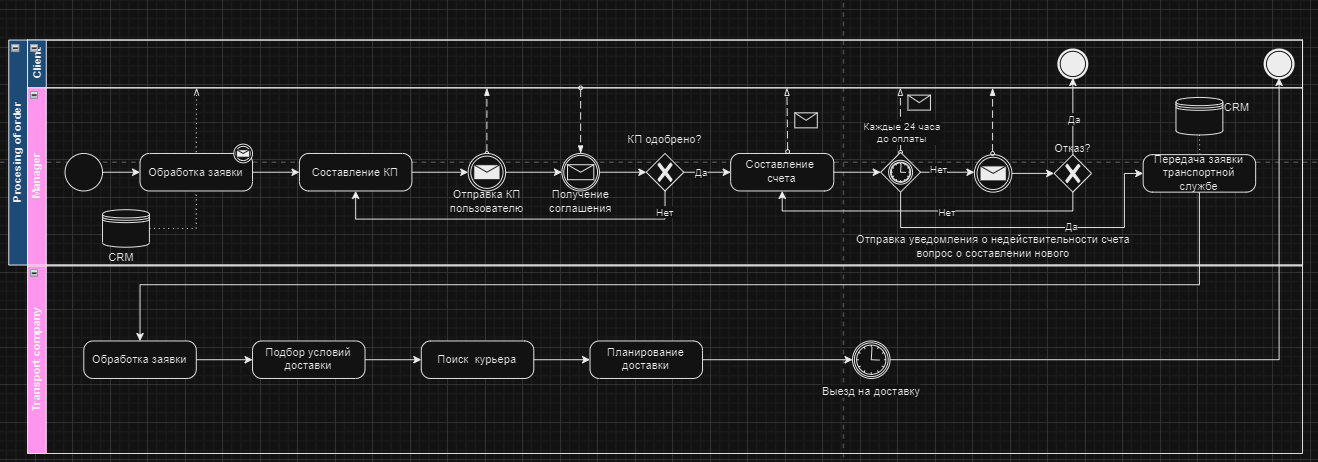 Procesing of order
Client
Manager
Transport company
Обработка заявки
CRM
Составление КП
Отправка КП
пользователю
Получение
соглашения
КП одобрено?
Да
Нет
Составление
счета
Каждые 24 часа
до оплаты
Нет
Отказ?
Да
Нет
Да
Отправка уведомления о недействительности счета
вопрос о составлении нового
CRM
Передача заявки
транспортной
службе
Обработка заявки
Подбор условий
доставки
Поиск курьера
Планирование
доставки
Выезд на доставку